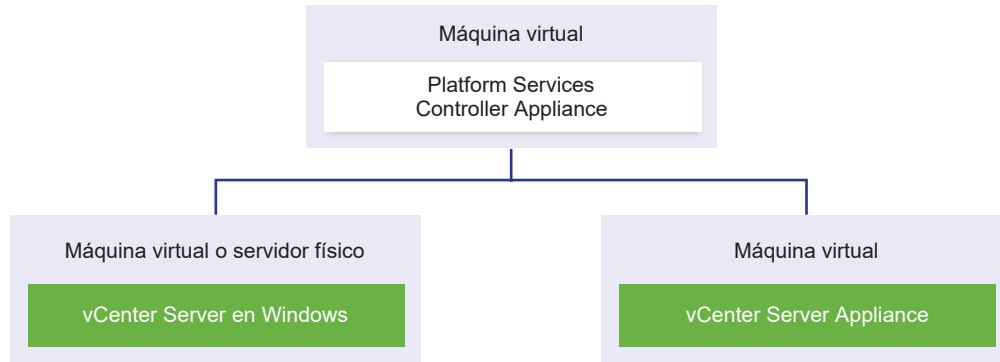 Máquina virtual
Platform Services
Controller Appliance
Máquina virtual o servidor físico
vCenter Server en Windows
Máquina virtual
vCenter Server Appliance